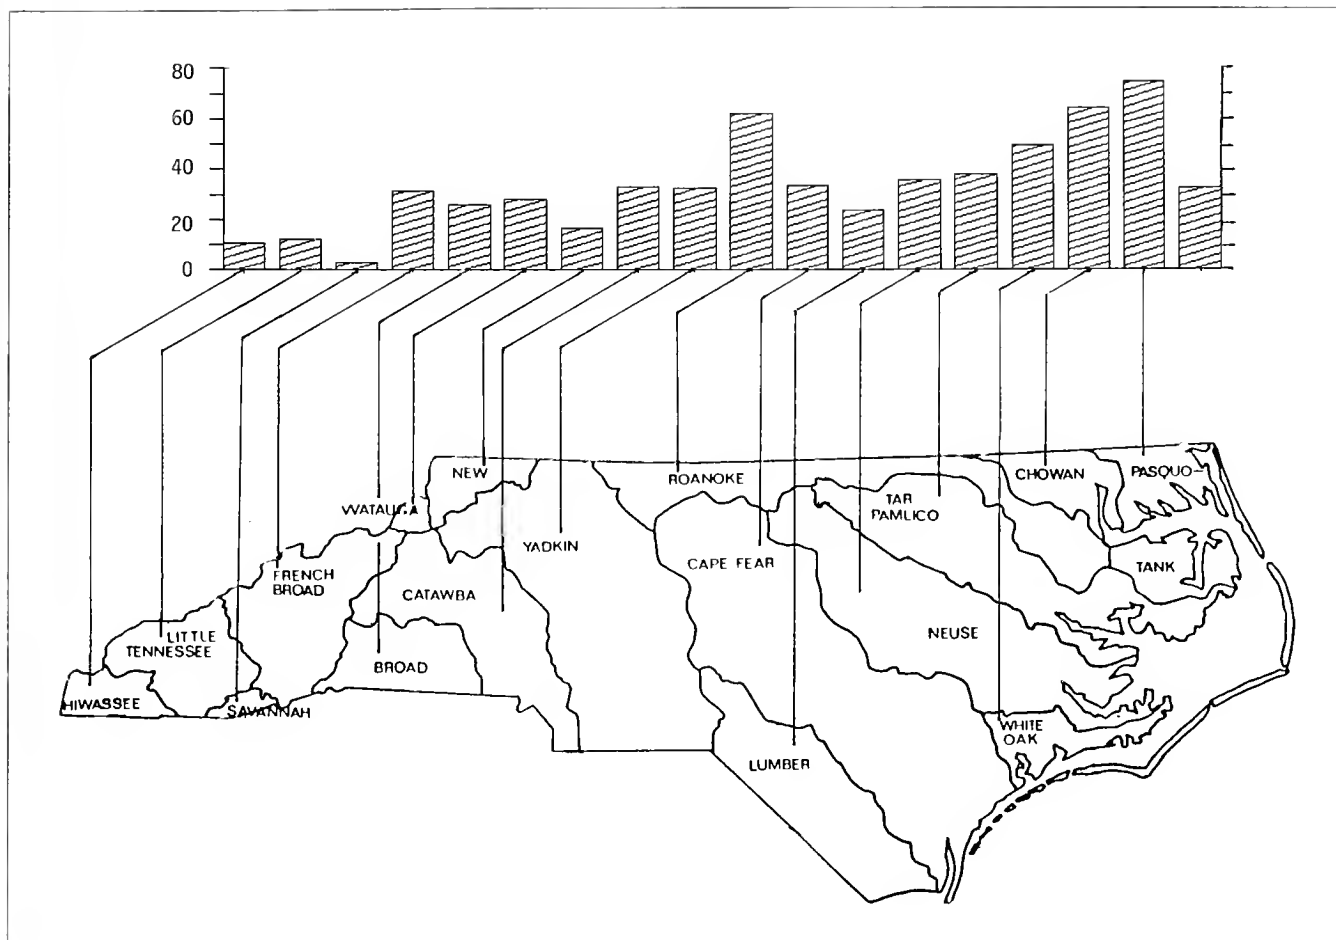 80
60
40
20
0
NEW
ROANOKE
CHOWAN
PASQUO-
WATAUGA
TAR
PAMLICO
YADKIN
CAPE FEAR
TANK
FRENCH
BROAD
CATAWBA
LITTLE
TENNESSEE
NEUSE
BROAD
HIWASSEE
SAVANNAH
WHITE
OAK
LUMBER